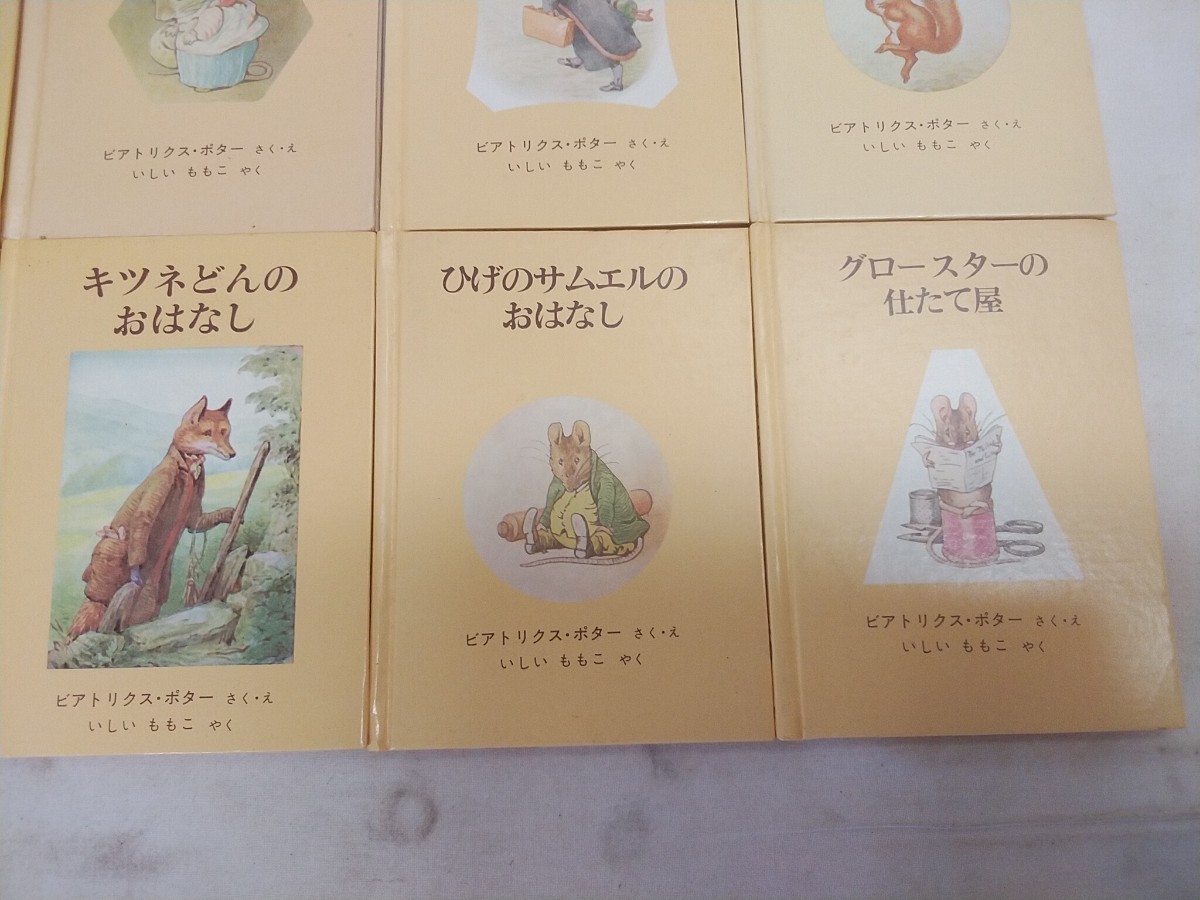 ビアトリクス・ポター さく・え
いしい ももこ やく
ビアトリクス・ポター さく・え
いしい ももこ やく
ビアトリクス・ポター さく・え
いしい ももこ やく
キツネどんの
おはなし
ビアトリクス・ポター さく・え
いしい ももこ やく
ひげのサムエルの
おはなし
ビアトリクス・ポター さく・え
いしい ももこ やく
グロースターの
仕たて屋
ビアトリクス・ポター さく・え
いしい ももこ やく